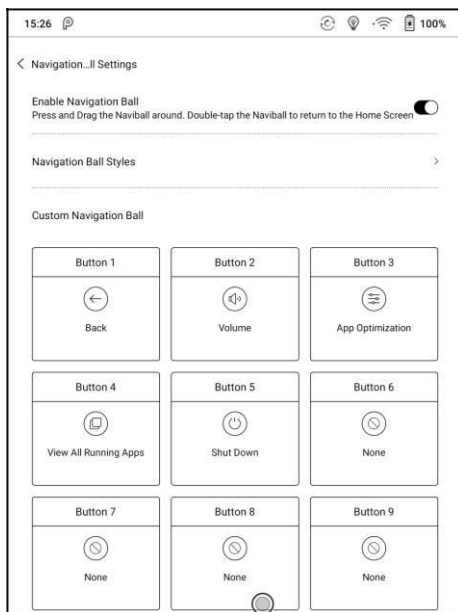 15:26 100%
Navigation...ll Settings
Enable Navigation Ball
Press and Drag the Naviball around. Double-tap the Naviball to return to the Home Screen
Navigation Ball Styles
Custom Navigation Ball
Button 1 Button 2 Button 3
Back Volume App Optimization
Button 4 Button 5 Button 6
View All Running Apps Shut Down None
Button 7 Button 8 Button 9
None None None